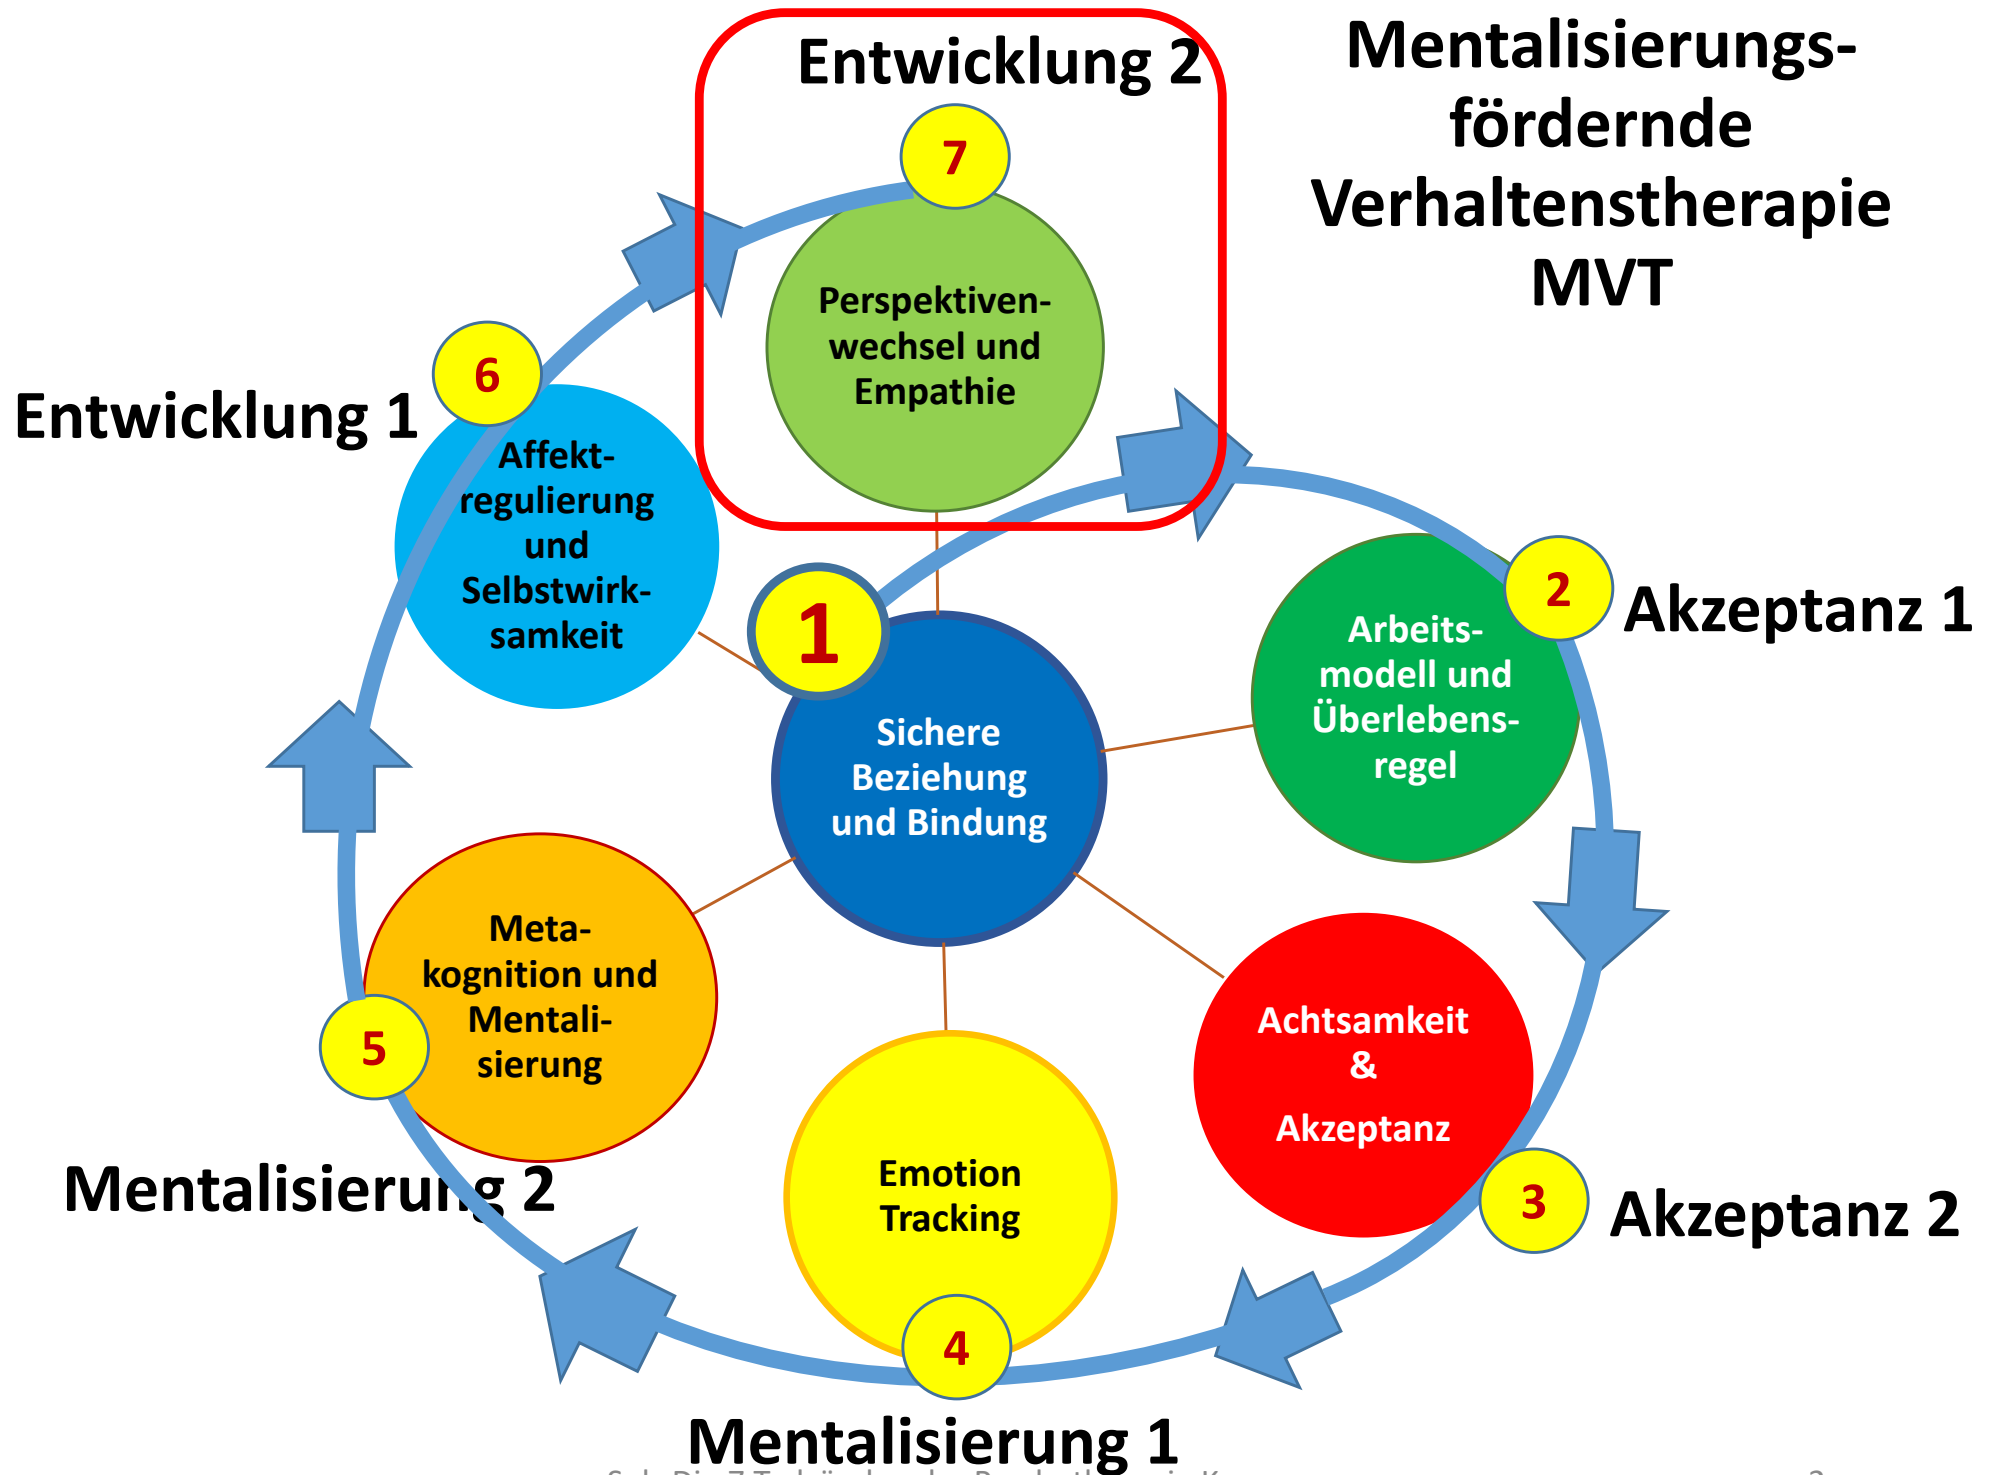 Entwicklung 2
Mentalisierungs-
fördernde
Verhaltenstherapie
MVT
7
Perspektiven-
wechsel und
Empathie
Entwicklung 1
6
Affekt-
regulierung
und
Selbstwirk-
samkeit
1
Sichere
Beziehung
und Bindung
2
Akzeptanz 1
Arbeits-
modell und
Überlebens-
regel
Achtsamkeit
&
Akzeptanz
3
Akzeptanz 2
Emotion
Tracking
4
Mentalisierung 1
Meta-
kognition und
Mentali-
sierung
5
Mentalisierung 2